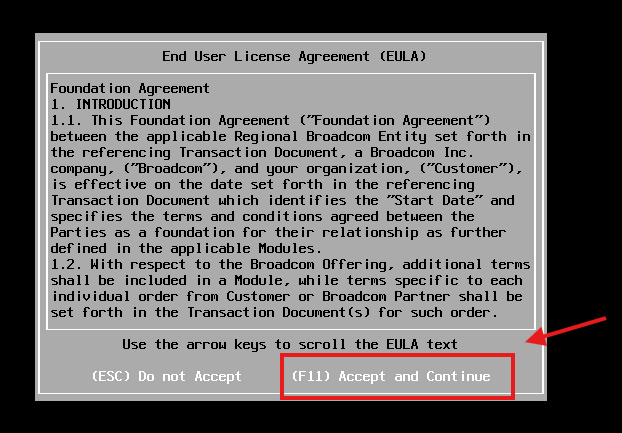 End User License Agreement (EULA)
Foundation Agreement
1. INTRODUCTION
1.1. This Foundation Agreement ("Foundation Agreement")
between the applicable Regional Broadcom Entity set forth in
the referencing Transaction Document, a Broadcom Inc.
company, ("Broadcom"), and your organization, ("Customer"),
is effective on the date set forth in the referencing
Transaction Document which identifies the "Start Date" and
specifies the terms and conditions agreed between the
Parties as a foundation for their relationship as further
defined in the applicable Modules.
1.2. With respect to the Broadcom Offering, additional terms
shall be included in a Module, while terms specific to each
individual order from Customer or Broadcom Partner shall be
set forth in the Transaction Document(s) for such order.
Use the arrow keys to scroll the EULA text
(ESC) Do not Accept (F11) Accept and Continue